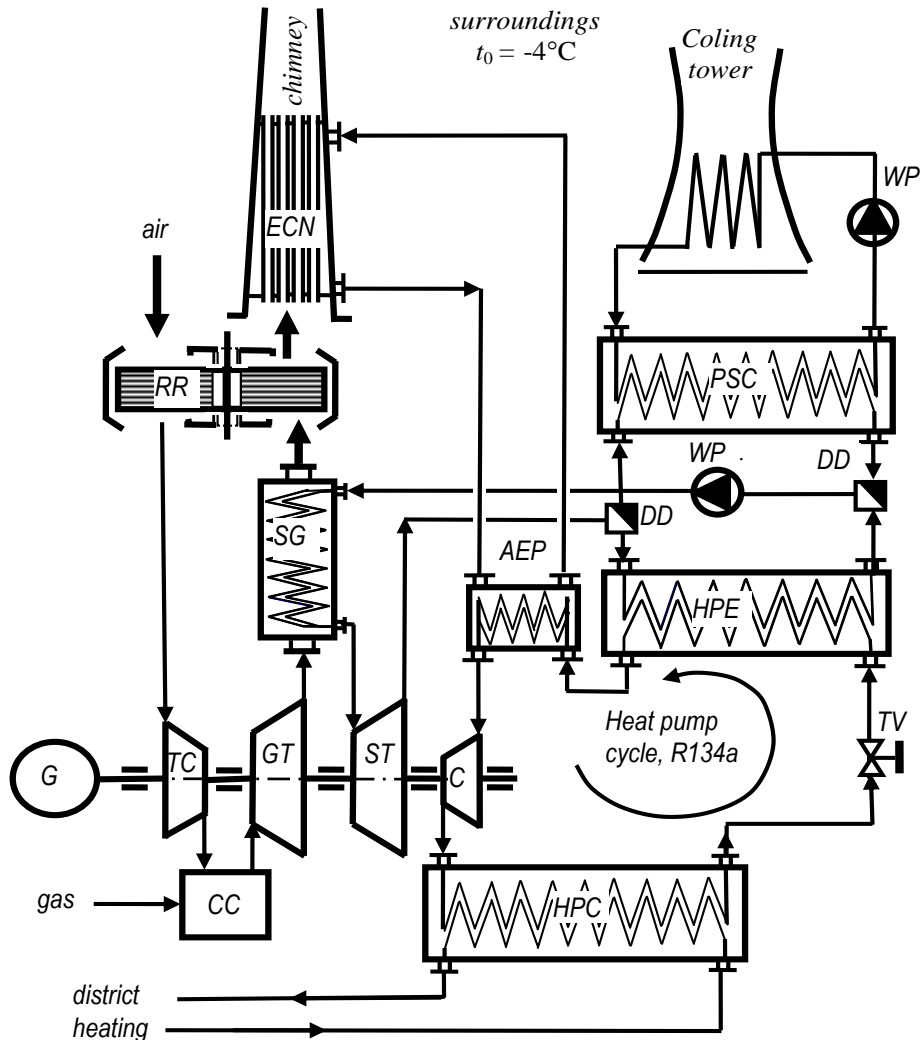 surroundings
t0 = -4°C
Coling
tower
chimney
WP
ECN
air
RR
PSC
WP
DD
SG
DD
AEP
HPE
TV
Heat pump
cycle, R134a
TC
GT
ST
C
G
gas
CC
HPC
district
heating